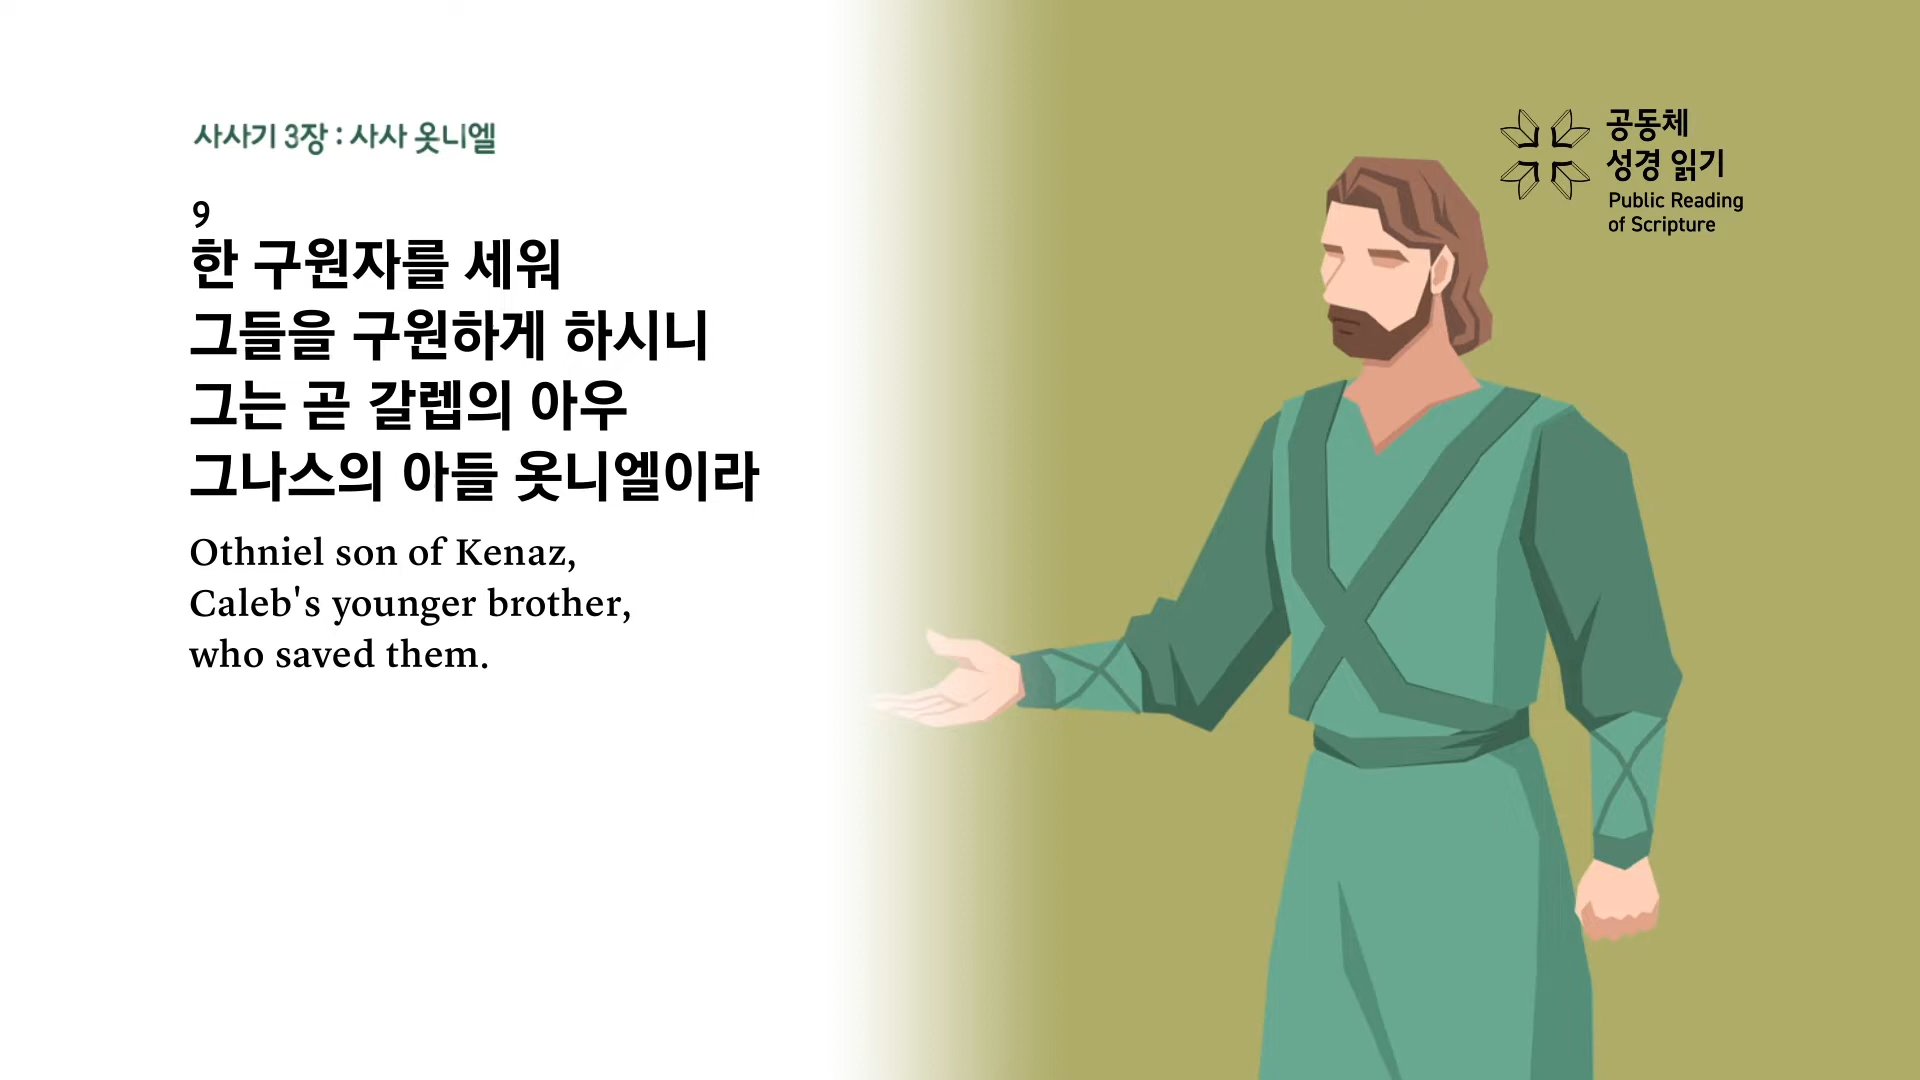 사사기 3장 : 사사 옷니엘
9
한 구원자를 세워
그들을 구원하게 하시니
그는 곧 갈렙의 아우
그나스의 아들 옷니엘이라
Othniel son of Kenaz,
Caleb's younger brother,
who saved them.
공동체
성경 읽기
Public Reading
of Scripture